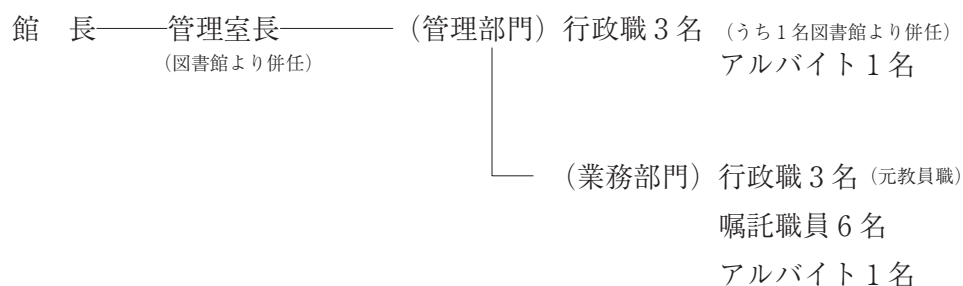 館　長───管理室長─────（管理部門）行政職３名（うち１名図書館より併任）
（図書館より併任）
アルバイト１名
（業務部門）行政職３名（元教員職）
嘱託職員６名
アルバイト１名